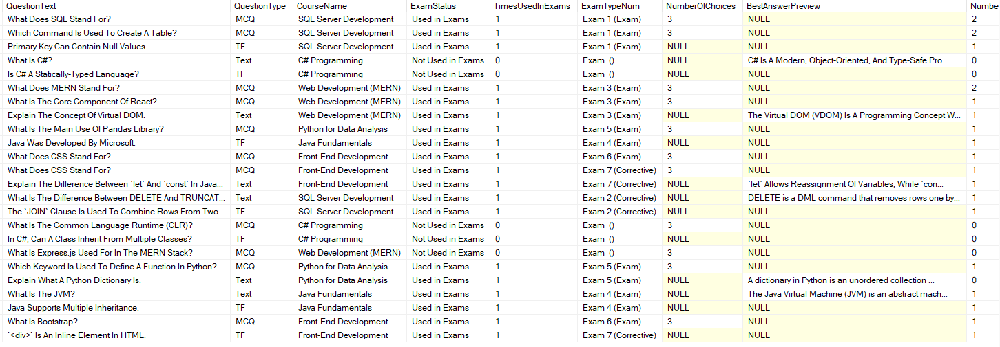 QuestionText QuestionType CourseName ExamStatus TimesUsedInExams ExamTypeNum NumberOfChoices BestAnswerPreview Numbe
What Does SQL Stand For? MCQ SQL Server Development Used in Exams 1 Exam 1 (Exam) 3 NULL 2
Which Command Is Used To Create A Table? MCQ SQL Server Development Used in Exams 1 Exam 1 (Exam) 3 NULL 2
Primary Key Can Contain Null Values. TF SQL Server Development Used in Exams 1 Exam 1 (Exam) NULL NULL 1
What Is C#? Text C# Programming Not Used in Exams 0 Exam () NULL C# Is A Modern, Object-Oriented, And Type-Safe Pro... 0
Is C# A Statically-Typed Language? TF C# Programming Not Used in Exams 0 Exam () NULL NULL 0
What Does MERN Stand For? MCQ Web Development (MERN) Used in Exams 1 Exam 3 (Exam) 3 NULL 2
What Is The Core Component Of React? MCQ Web Development (MERN) Used in Exams 1 Exam 3 (Exam) 3 NULL 1
Explain The Concept Of Virtual DOM. Text Web Development (MERN) Used in Exams 1 Exam 3 (Exam) NULL The Virtual DOM (VDOM) Is A Programming Concept W... 1
What Is The Main Use Of Pandas Library? MCQ Python for Data Analysis Used in Exams 1 Exam 5 (Exam) 3 NULL 1
Java Was Developed By Microsoft. TF Java Fundamentals Used in Exams 1 Exam 4 (Exam) NULL NULL 1
What Does CSS Stand For? MCQ Front-End Development Used in Exams 1 Exam 6 (Exam) 3 NULL 1
What Does CSS Stand For? MCQ Front-End Development Used in Exams 1 Exam 7 (Corrective) 3 NULL 1
Explain The Difference Between `let` And `const` In Java... Text Front-End Development Used in Exams 1 Exam 7 (Corrective) NULL `let` Allows Reassignment Of Variables, While `con... 1
What Is The Difference Between DELETE And TRUNCAT... Text SQL Server Development Used in Exams 1 Exam 2 (Corrective) NULL DELETE is a DML command that removes rows one by... 1
The `JOIN` Clause Is Used To Combine Rows From Two... TF SQL Server Development Used in Exams 1 Exam 2 (Corrective) NULL NULL 1
What Is The Common Language Runtime (CLR)? MCQ C# Programming Not Used in Exams 0 Exam () 3 NULL 0
In C#, Can A Class Inherit From Multiple Classes? TF C# Programming Not Used in Exams 0 Exam () NULL NULL 0
What Is Express.js Used For In The MERN Stack? MCQ Web Development (MERN) Not Used in Exams 0 Exam () 3 NULL 0
Which Keyword Is Used To Define A Function In Python? MCQ Python for Data Analysis Used in Exams 1 Exam 5 (Exam) 3 NULL 1
Explain What A Python Dictionary Is. Text Python for Data Analysis Used in Exams 1 Exam 5 (Exam) NULL A dictionary in Python is an unordered collection ... 0
What Is The JVM? Text Java Fundamentals Used in Exams 1 Exam 4 (Exam) NULL The Java Virtual Machine (JVM) is an abstract mach... 1
Java Supports Multiple Inheritance. TF Java Fundamentals Used in Exams 1 Exam 4 (Exam) NULL NULL 1
What Is Bootstrap? MCQ Front-End Development Used in Exams 1 Exam 6 (Exam) 3 NULL 1
`<div>` Is An Inline Element In HTML. TF Front-End Development Used in Exams 1 Exam 7 (Corrective) NULL NULL 1